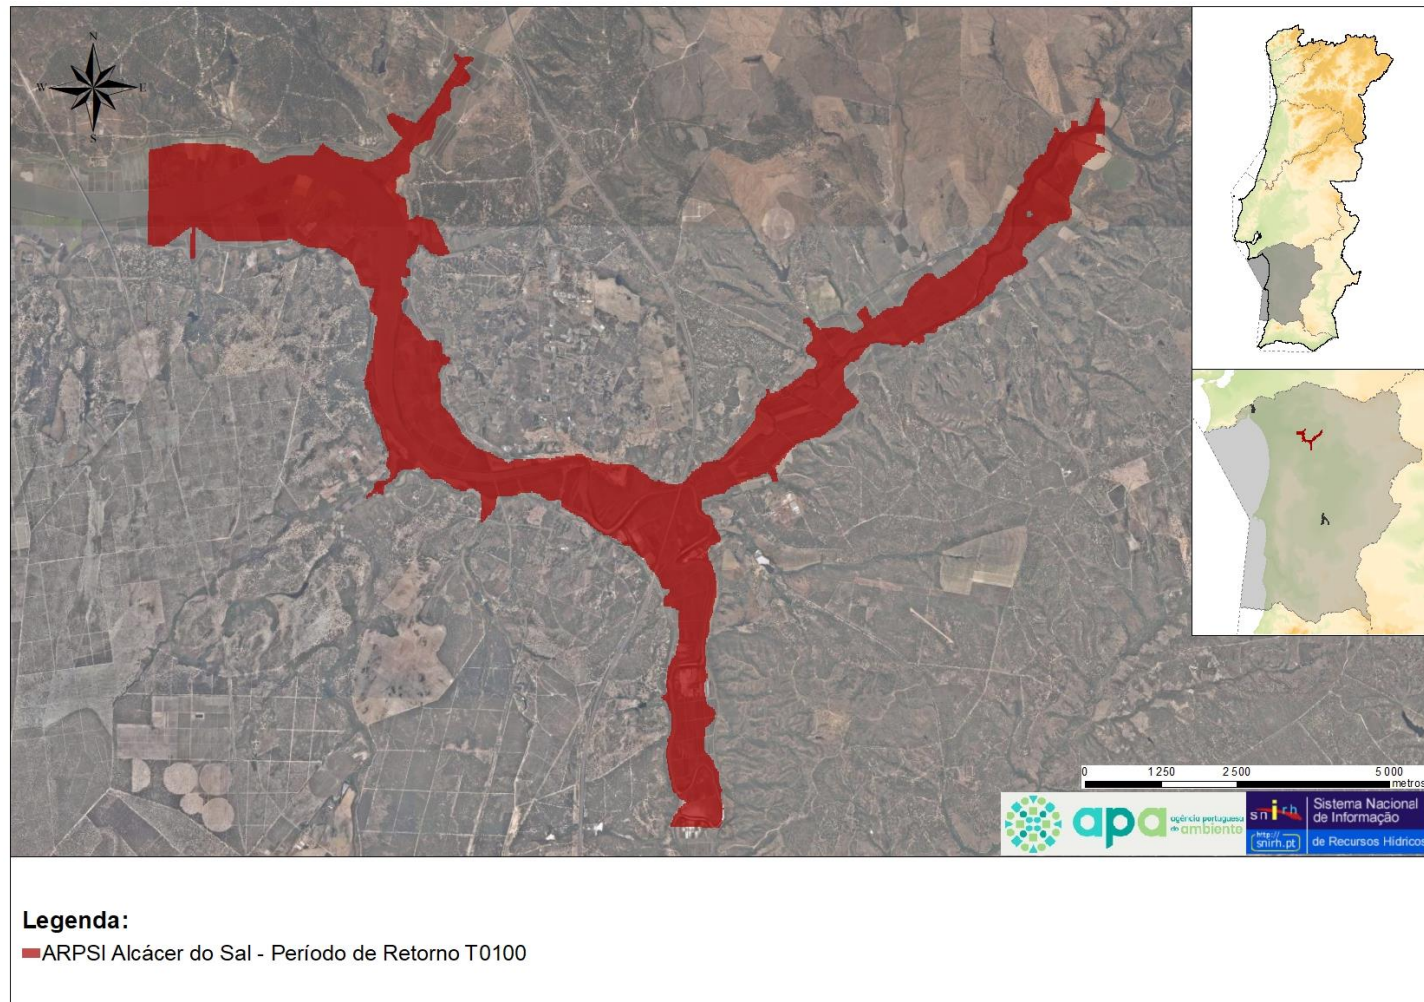 N
W
E
S
0 1 250 2 500 5 000
metros
apa
agência portuguesa
do ambiente
snirh
http://
snirh.pt
Sistema Nacional
de Informação
de Recursos Hídricos
Legenda:
ARPSI Alcácer do Sal - Período de Retorno T0100